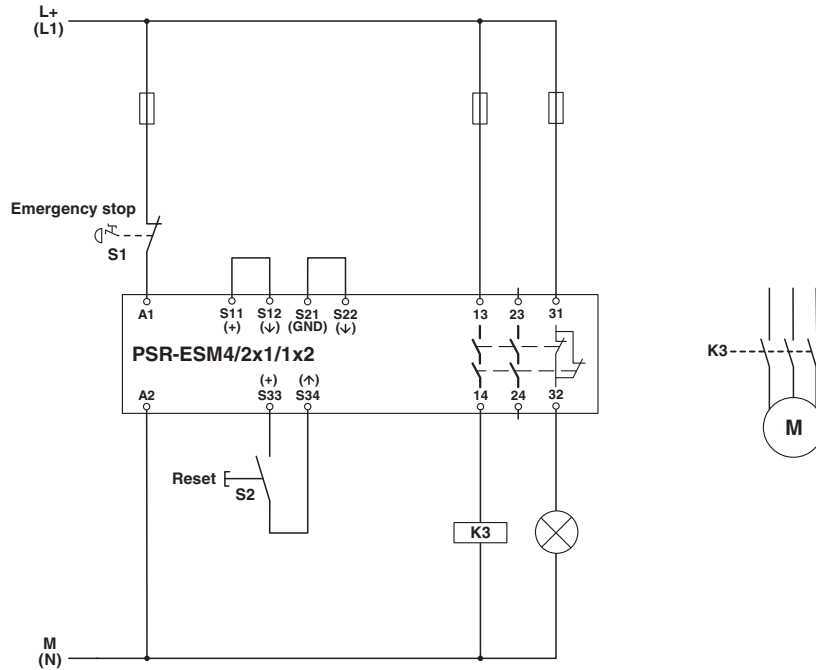 L+
(L1)
Emergency stop
S1
A1
S11
(+)
S12
(↓)
S21
(GND)
S22
(↓)
13
23
31
PSR-ESM4/2x1/1x2
K3
(+)
S33
(↑)
S34
A2
14
24
32
M
Reset
S2
K3
M
(N)